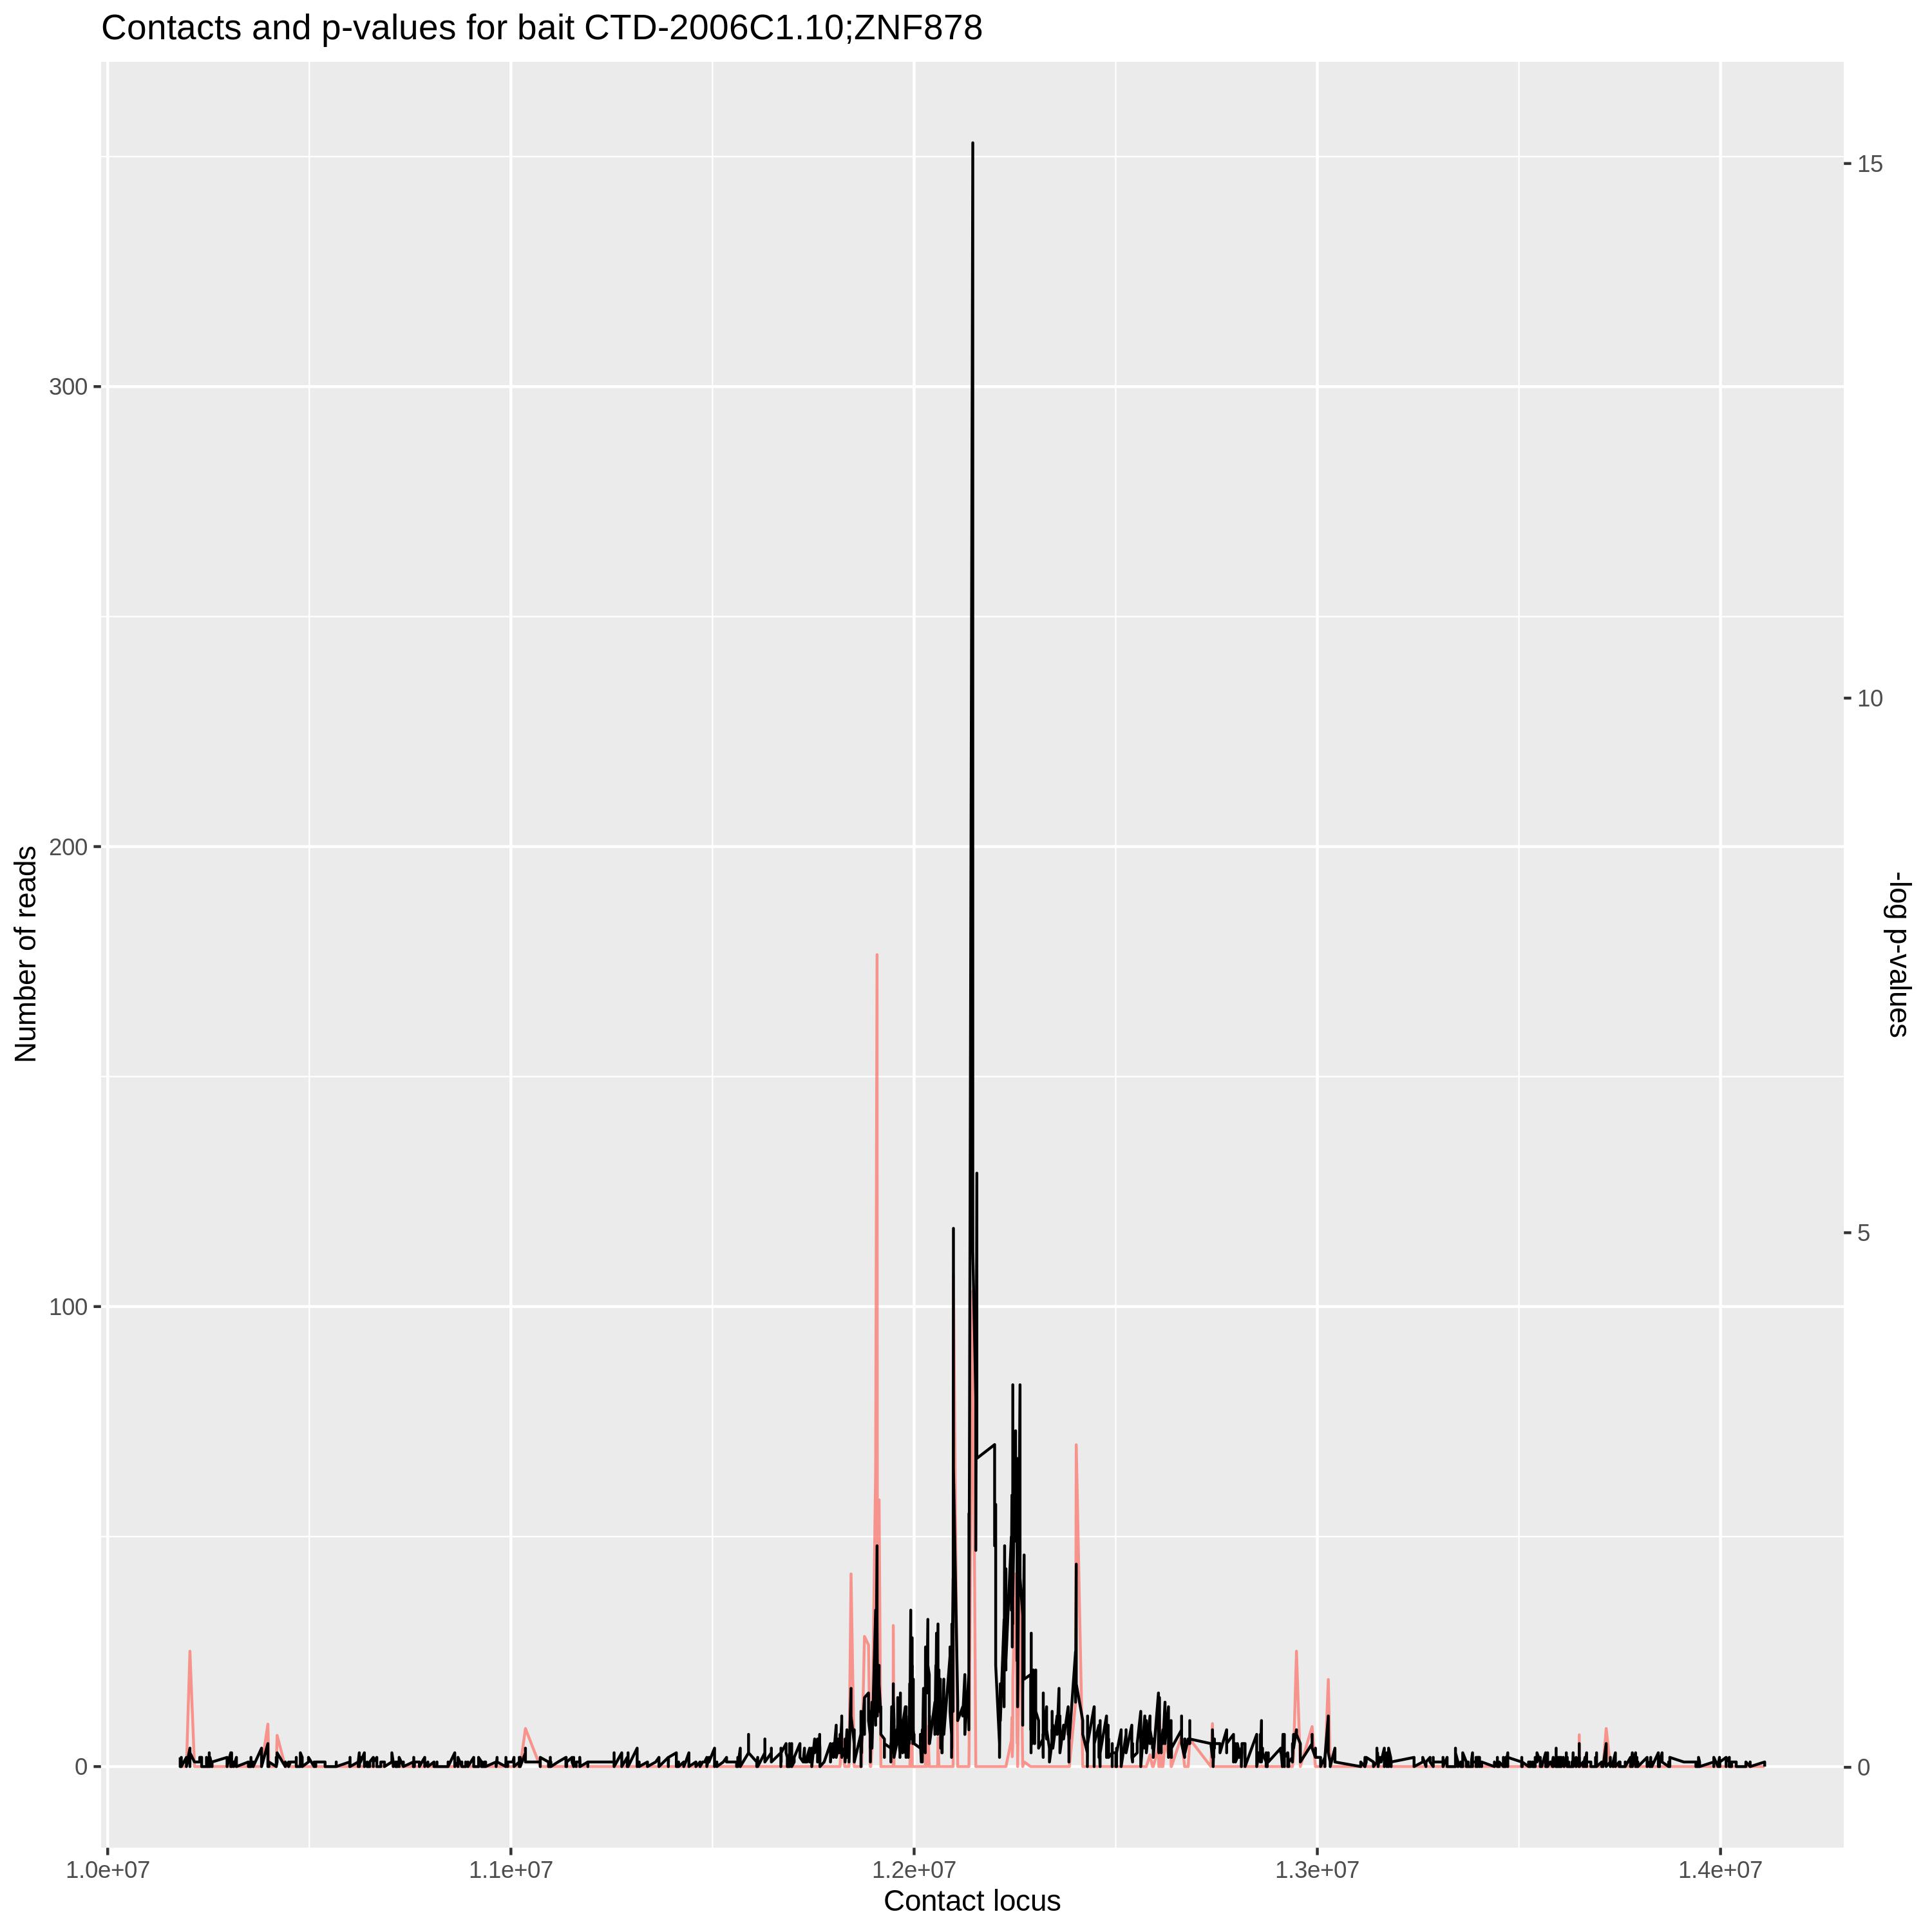 Contacts and p-values for bait CTD-2006C1.10;ZNF878
Number of reads
300
200
100
0
15
10
5
0
-log p-values
1.0e+07 1.1e+07 1.2e+07 1.3e+07 1.4e+07
Contact locus